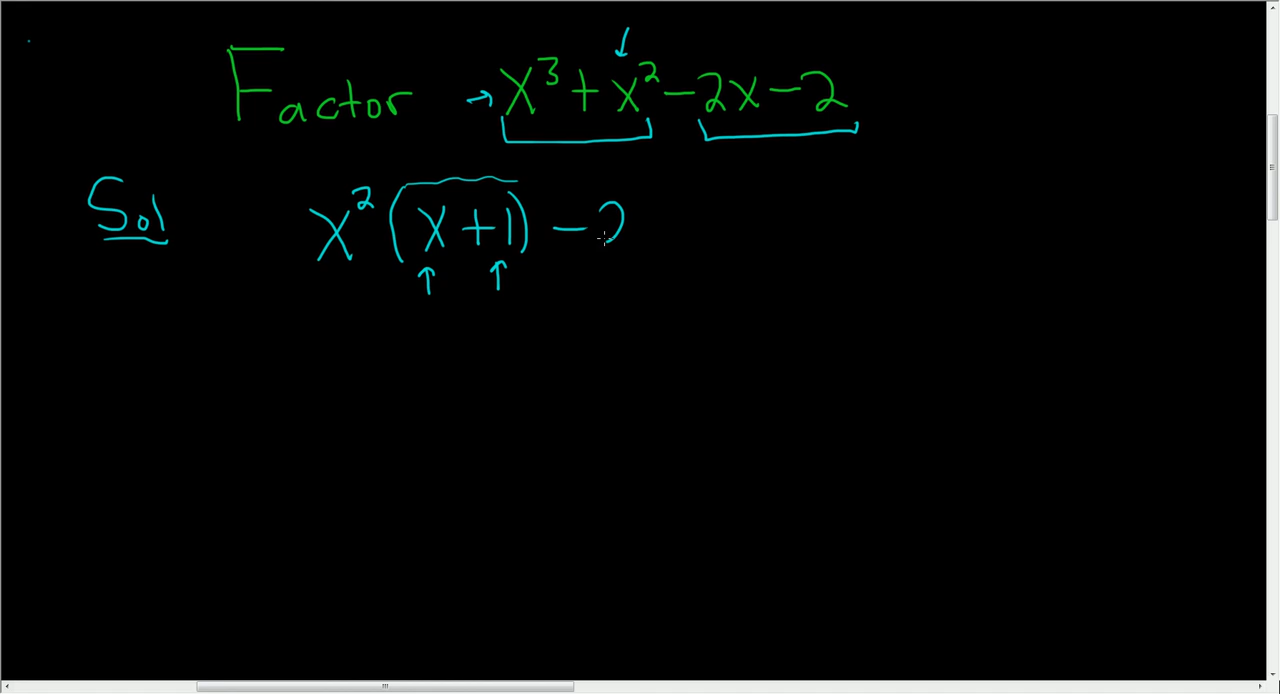 Factor → x³ + x² - 2x - 2
Sol x² (x + 1) - 2